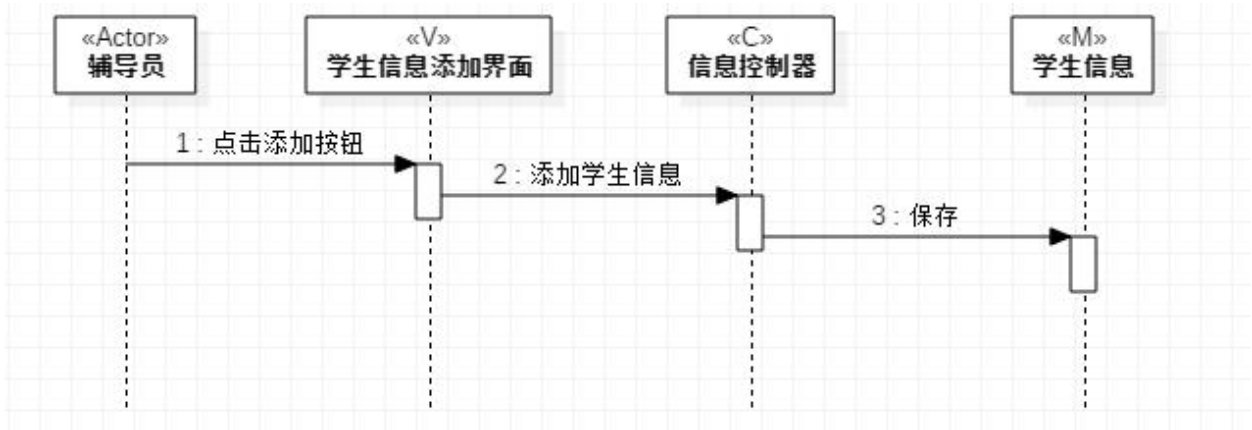 «Actor»
辅导员
«V»
学生信息添加界面
«C»
信息控制器
«M»
学生信息
1 : 点击添加按钮
2 : 添加学生信息
3 : 保存